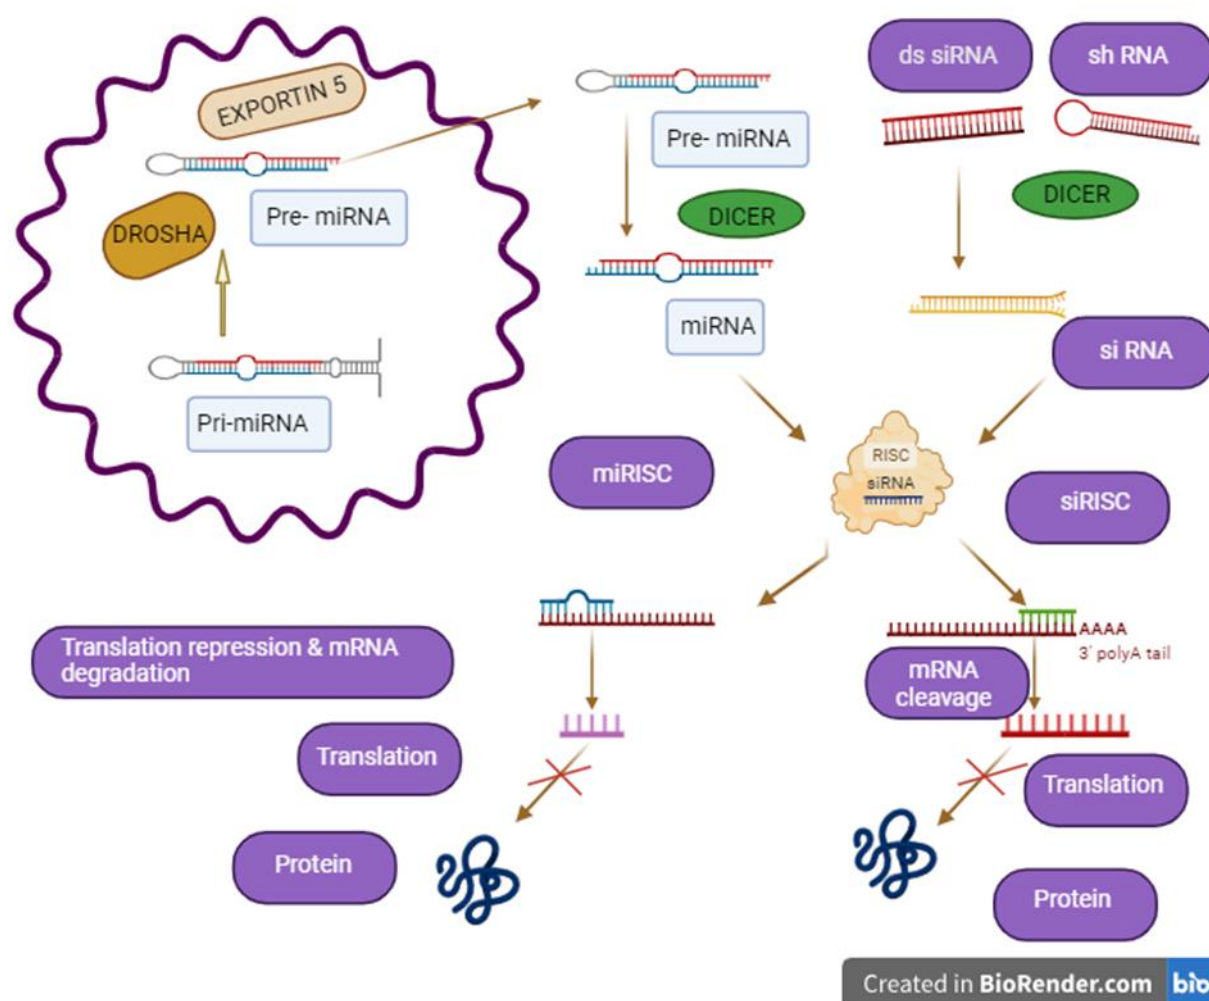 EXPORTIN 5
Pre- miRNA
DROSHA
Pri-miRNA
Pre- miRNA
DICER
miRNA
ds siRNA
sh RNA
DICER
si RNA
RISC
siRNA
miRISC
siRISC
Translation repression & mRNA
degradation
Translation
Protein
AAAA
3' polyA tail
mRNA
cleavage
Translation
Protein
Created in BioRender.com
bio